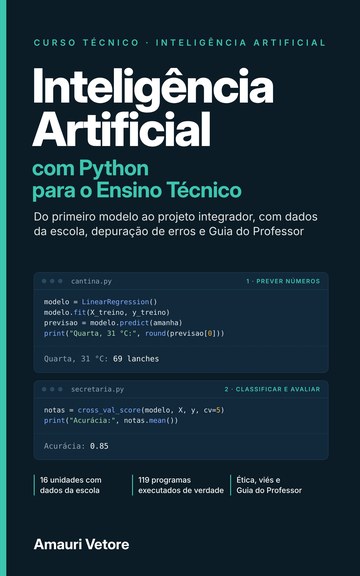 CURSO TÉCNICO · INTELIGÊNCIA ARTIFICIAL
Inteligência
Artificial
com Python
para o Ensino Técnico
Do primeiro modelo ao projeto integrador, com dados
da escola, depuração de erros e Guia do Professor
cantina.py
1 · PREVER NÚMEROS
modelo = LinearRegression()
modelo.fit(X_treino, y_treino)
previsao = modelo.predict(amanha)
print("Quarta, 31 °C:", round(previsao[0]))
Quarta, 31 °C: 69 lanches
secretaria.py
2 · CLASSIFICAR E AVALIAR
notas = cross_val_score(modelo, X, y, cv=5)
print("Acurácia:", notas.mean())
Acurácia: 0.85
16 unidades com
dados da escola
119 programas
executados de verdade
Ética, viés e
Guia do Professor
Amauri Vetore